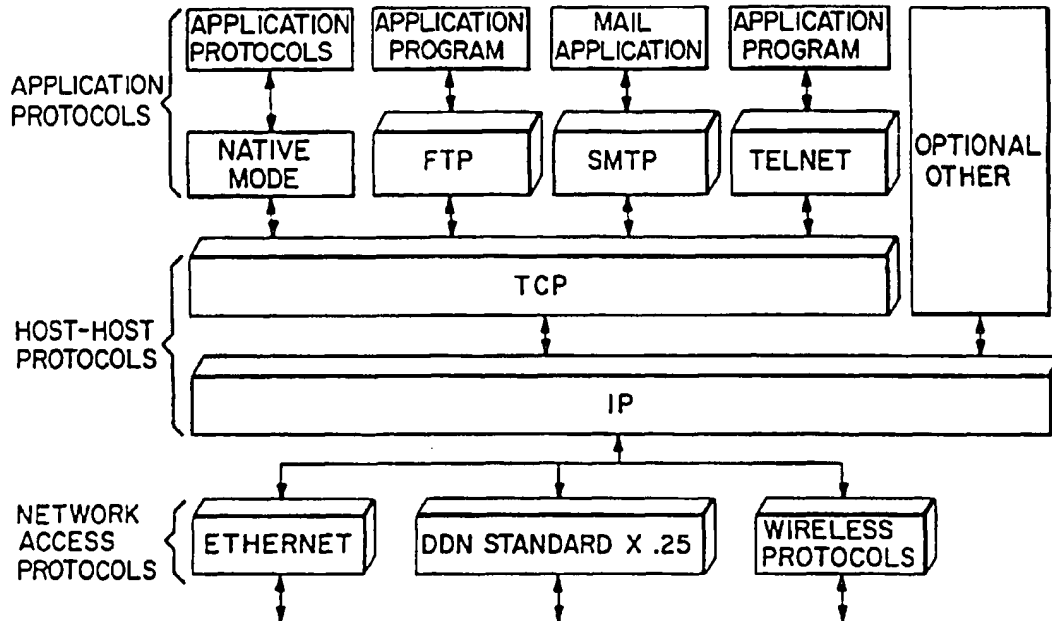 APPLICATION
PROTOCOLS
APPLICATION
PROGRAM
MAIL
APPLICATION
APPLICATION
PROGRAM
APPLICATION
PROTOCOLS
NATIVE
MODE
FTP
SMTP
TELNET
OPTIONAL
OTHER
TCP
HOST-HOST
PROTOCOLS
IP
NETWORK
ACCESS
PROTOCOLS
ETHERNET
DDN STANDARD X .25
WIRELESS
PROTOCOLS